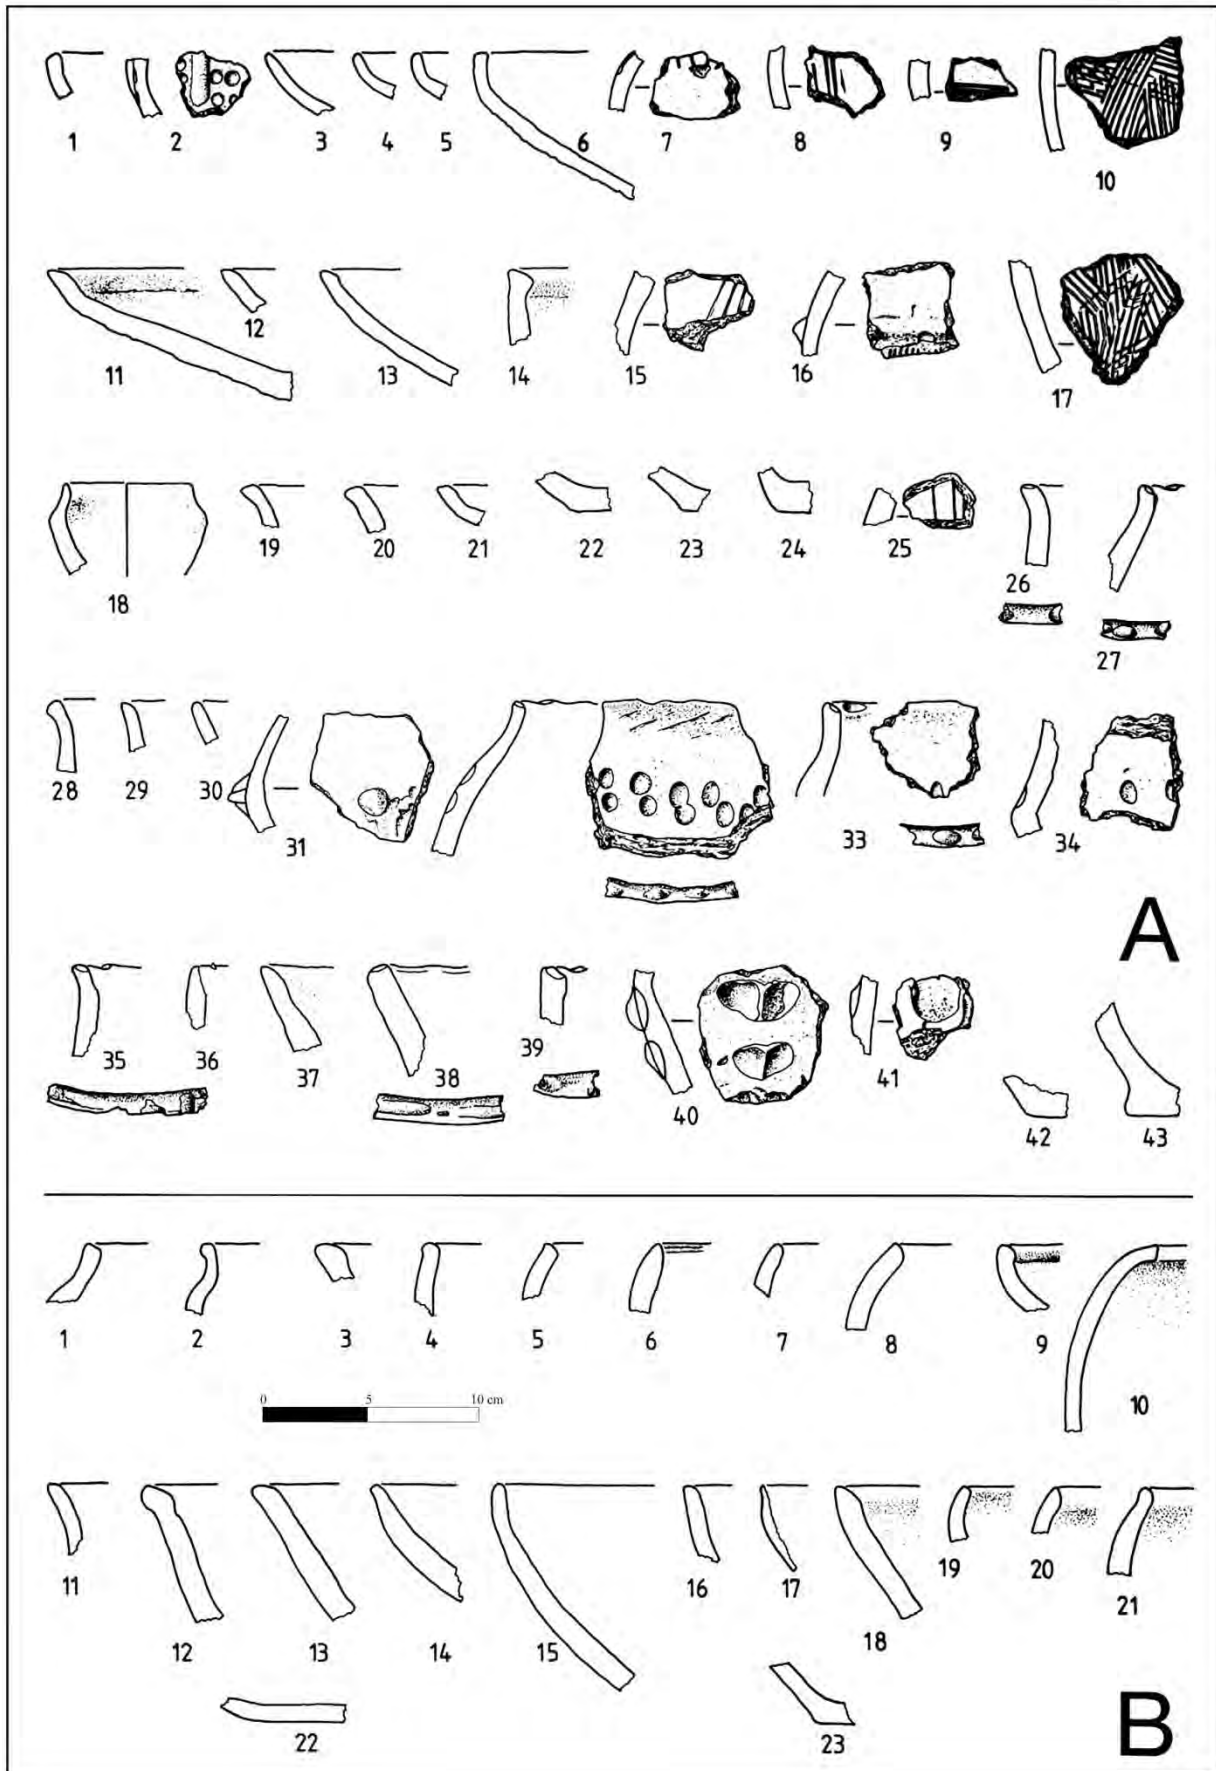 1 2 3 4 5 6 7 8 9 10
11 12 13 14 15 16 17
18 19 20 21 22 23 24 25 26 27
28 29 30 31 33 34
A
35 36 37 38 39 40 41 42 43
1 2 3 4 5 6 7 8 9 10
0 5 10 cm
11 12 13 14 15 16 17 18 19 20 21
22 23
B